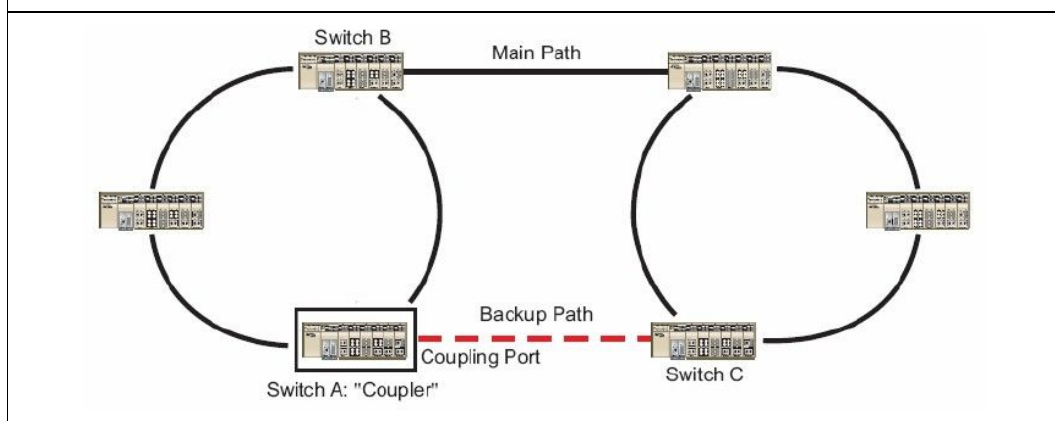 Switch B
Main Path
Backup Path
Coupling Port
Switch C
Switch A: "Coupler"